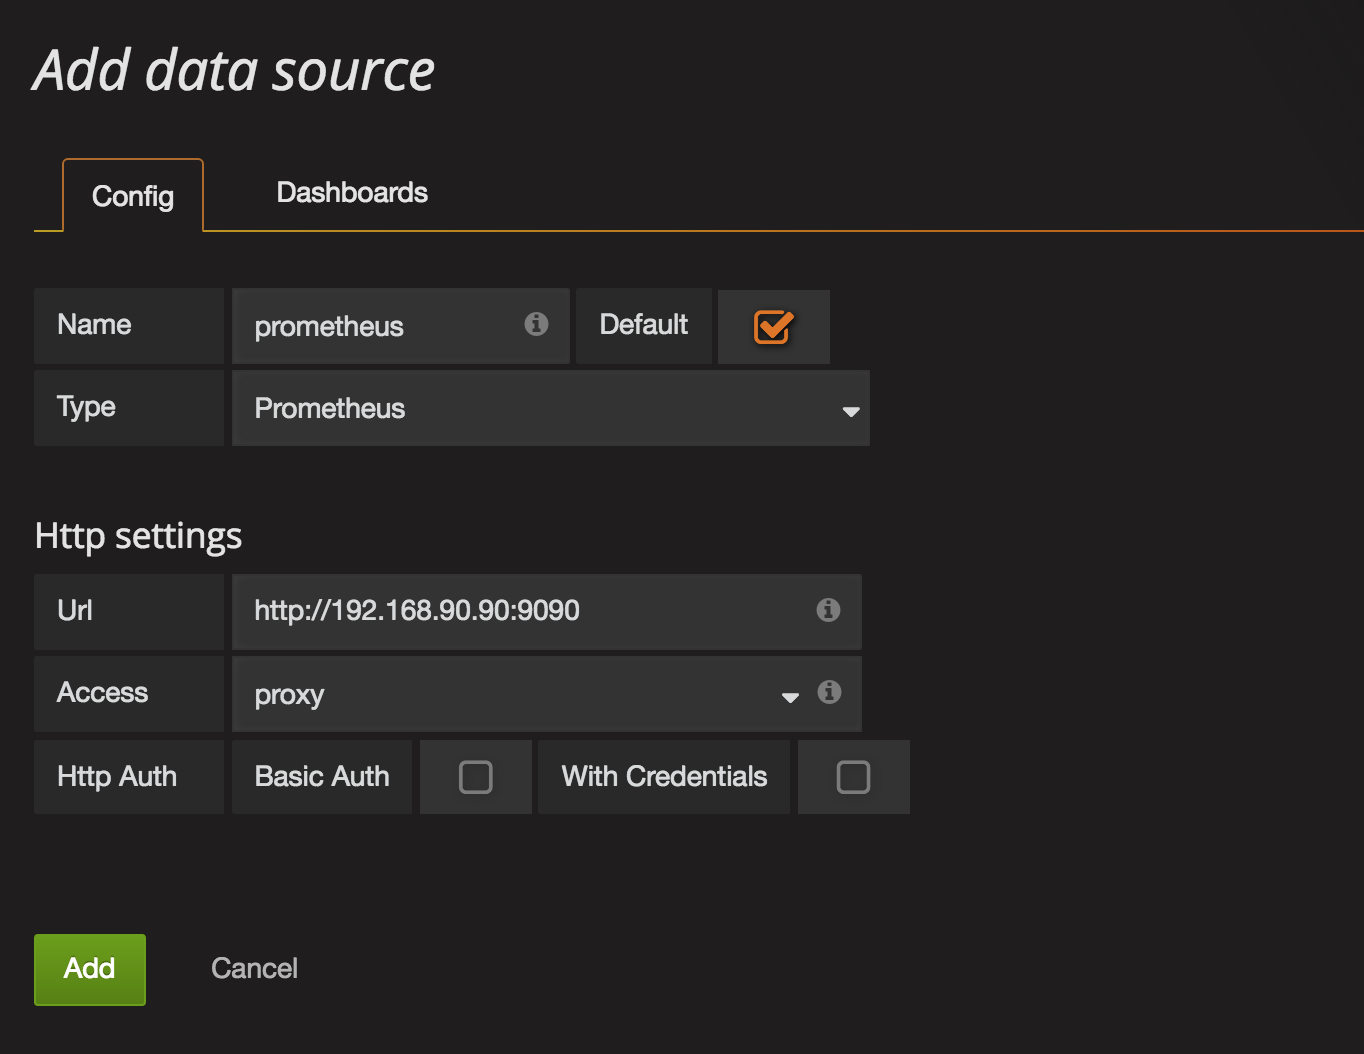 Add data source
Config Dashboards
Name prometheus Default
Type Prometheus
Http settings
Url http://192.168.90.90:9090
Access proxy
Http Auth Basic Auth With Credentials
Add Cancel